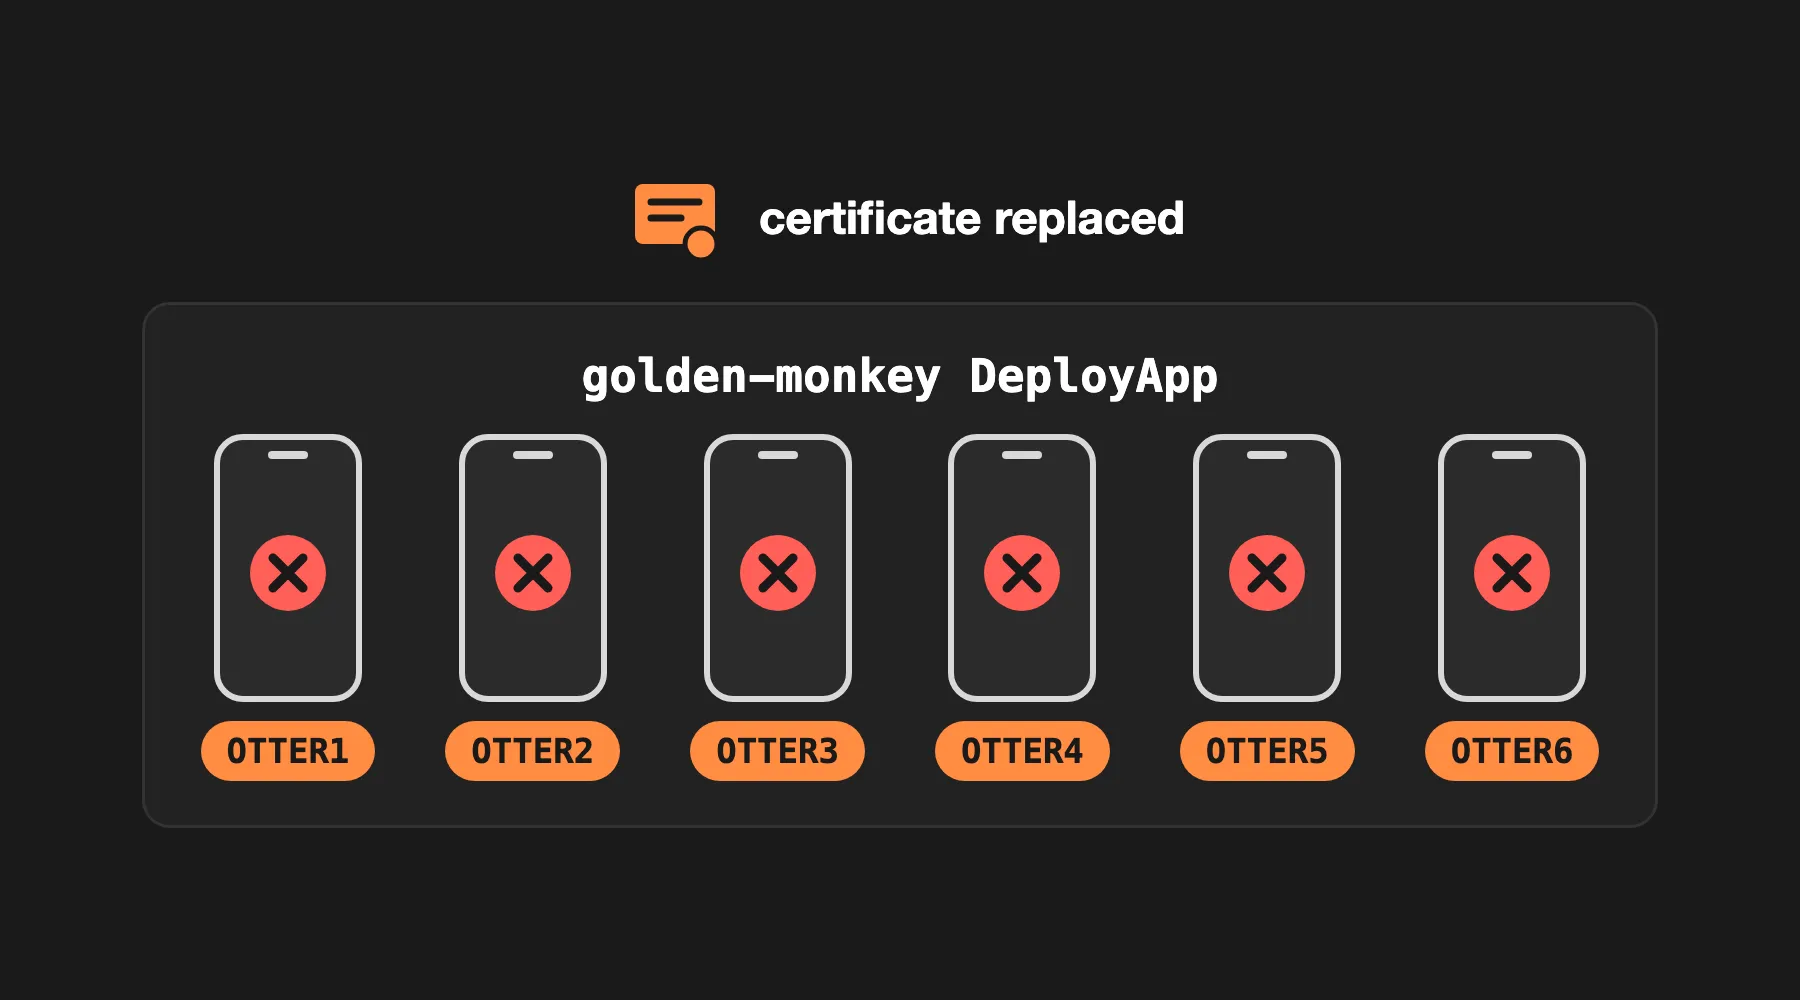 certificate replaced
golden-monkey DeployApp
OTTER1 OTTER2 OTTER3 OTTER4 OTTER5 OTTER6